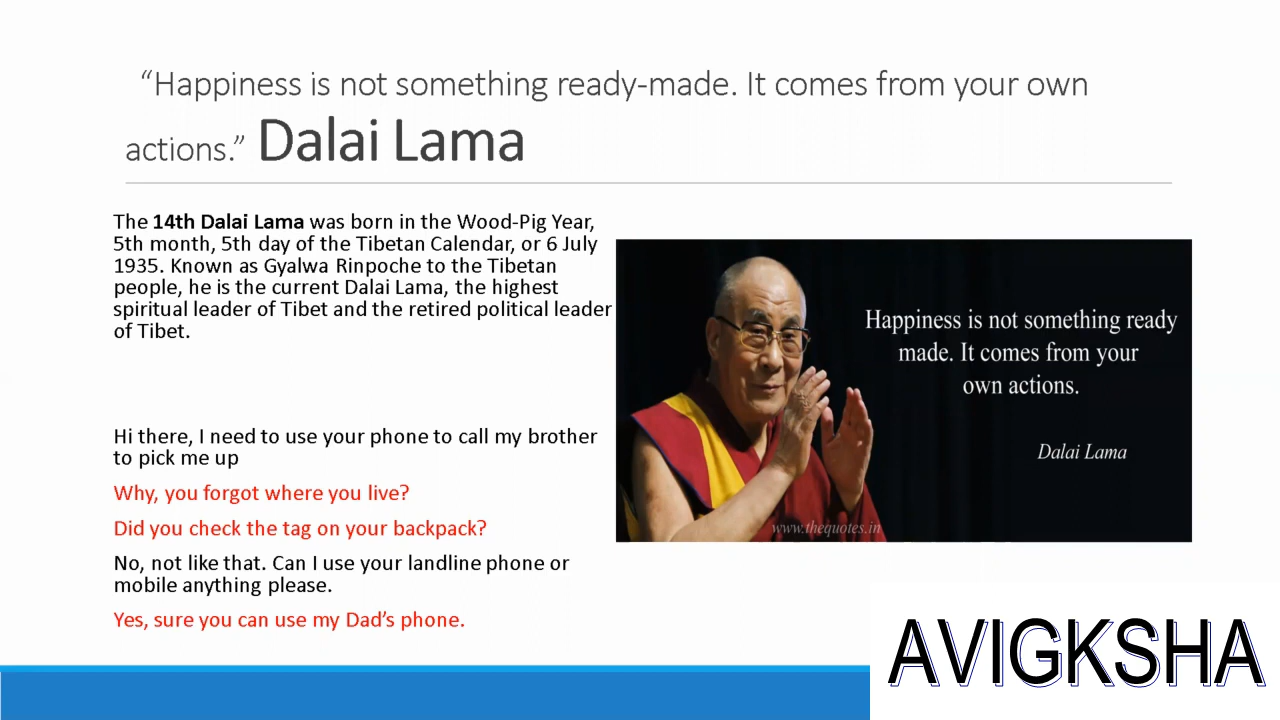 “Happiness is not something ready-made. It comes from your own
actions.” Dalai Lama
The 14th Dalai Lama was born in the Wood-Pig Year,
5th month, 5th day of the Tibetan Calendar, or 6 July
1935. Known as Gyalwa Rinpoche to the Tibetan
people, he is the current Dalai Lama, the highest
spiritual leader of Tibet and the retired political leader
of Tibet.
Hi there, I need to use your phone to call my brother
to pick me up
Why, you forgot where you live?
Did you check the tag on your backpack?
No, not like that. Can I use your landline phone or
mobile anything please.
Yes, sure you can use my Dad’s phone.
Happiness is not something ready
made. It comes from your
own actions.
Dalai Lama
www.thequotes.in
AVIGKSHA